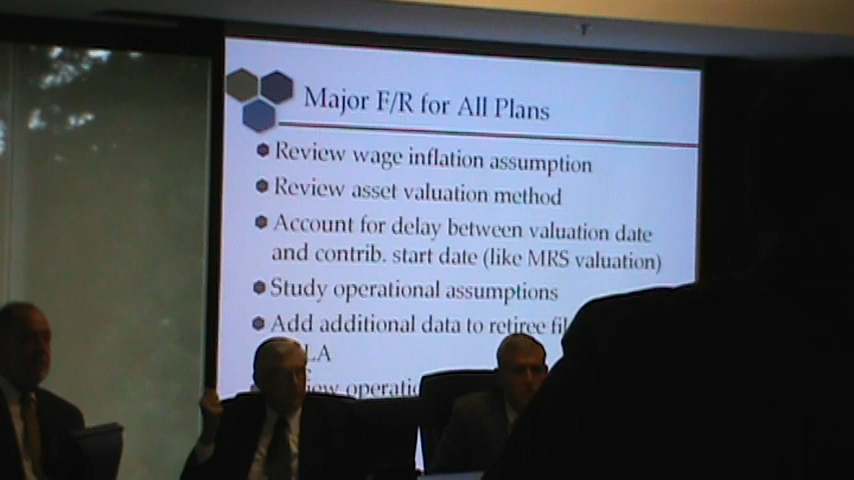 Major F/R for All Plans
Review wage inflation assumption
Review asset valuation method
Account for delay between valuation date
and contrib. start date (like MRS valuation)
Study operational assumptions
Add additional data to retiree
LA